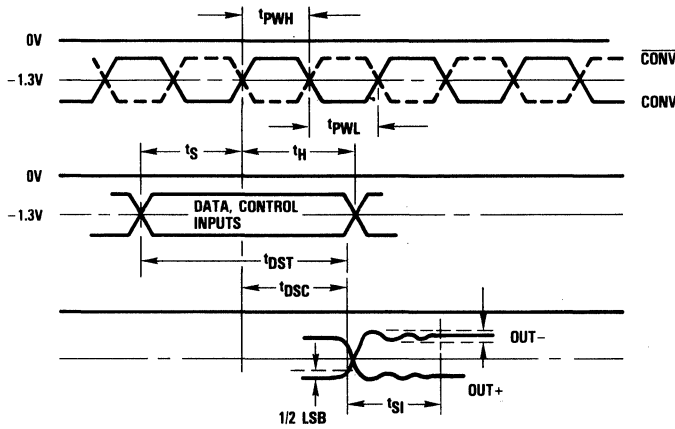 tPWH
0V
CONV
-1.3V
CONV
tPWL
tS
tH
0V
-1.3V
DATA, CONTROL
INPUTS
tDST
tDSC
OUT-
OUT+
1/2 LSB
tSI